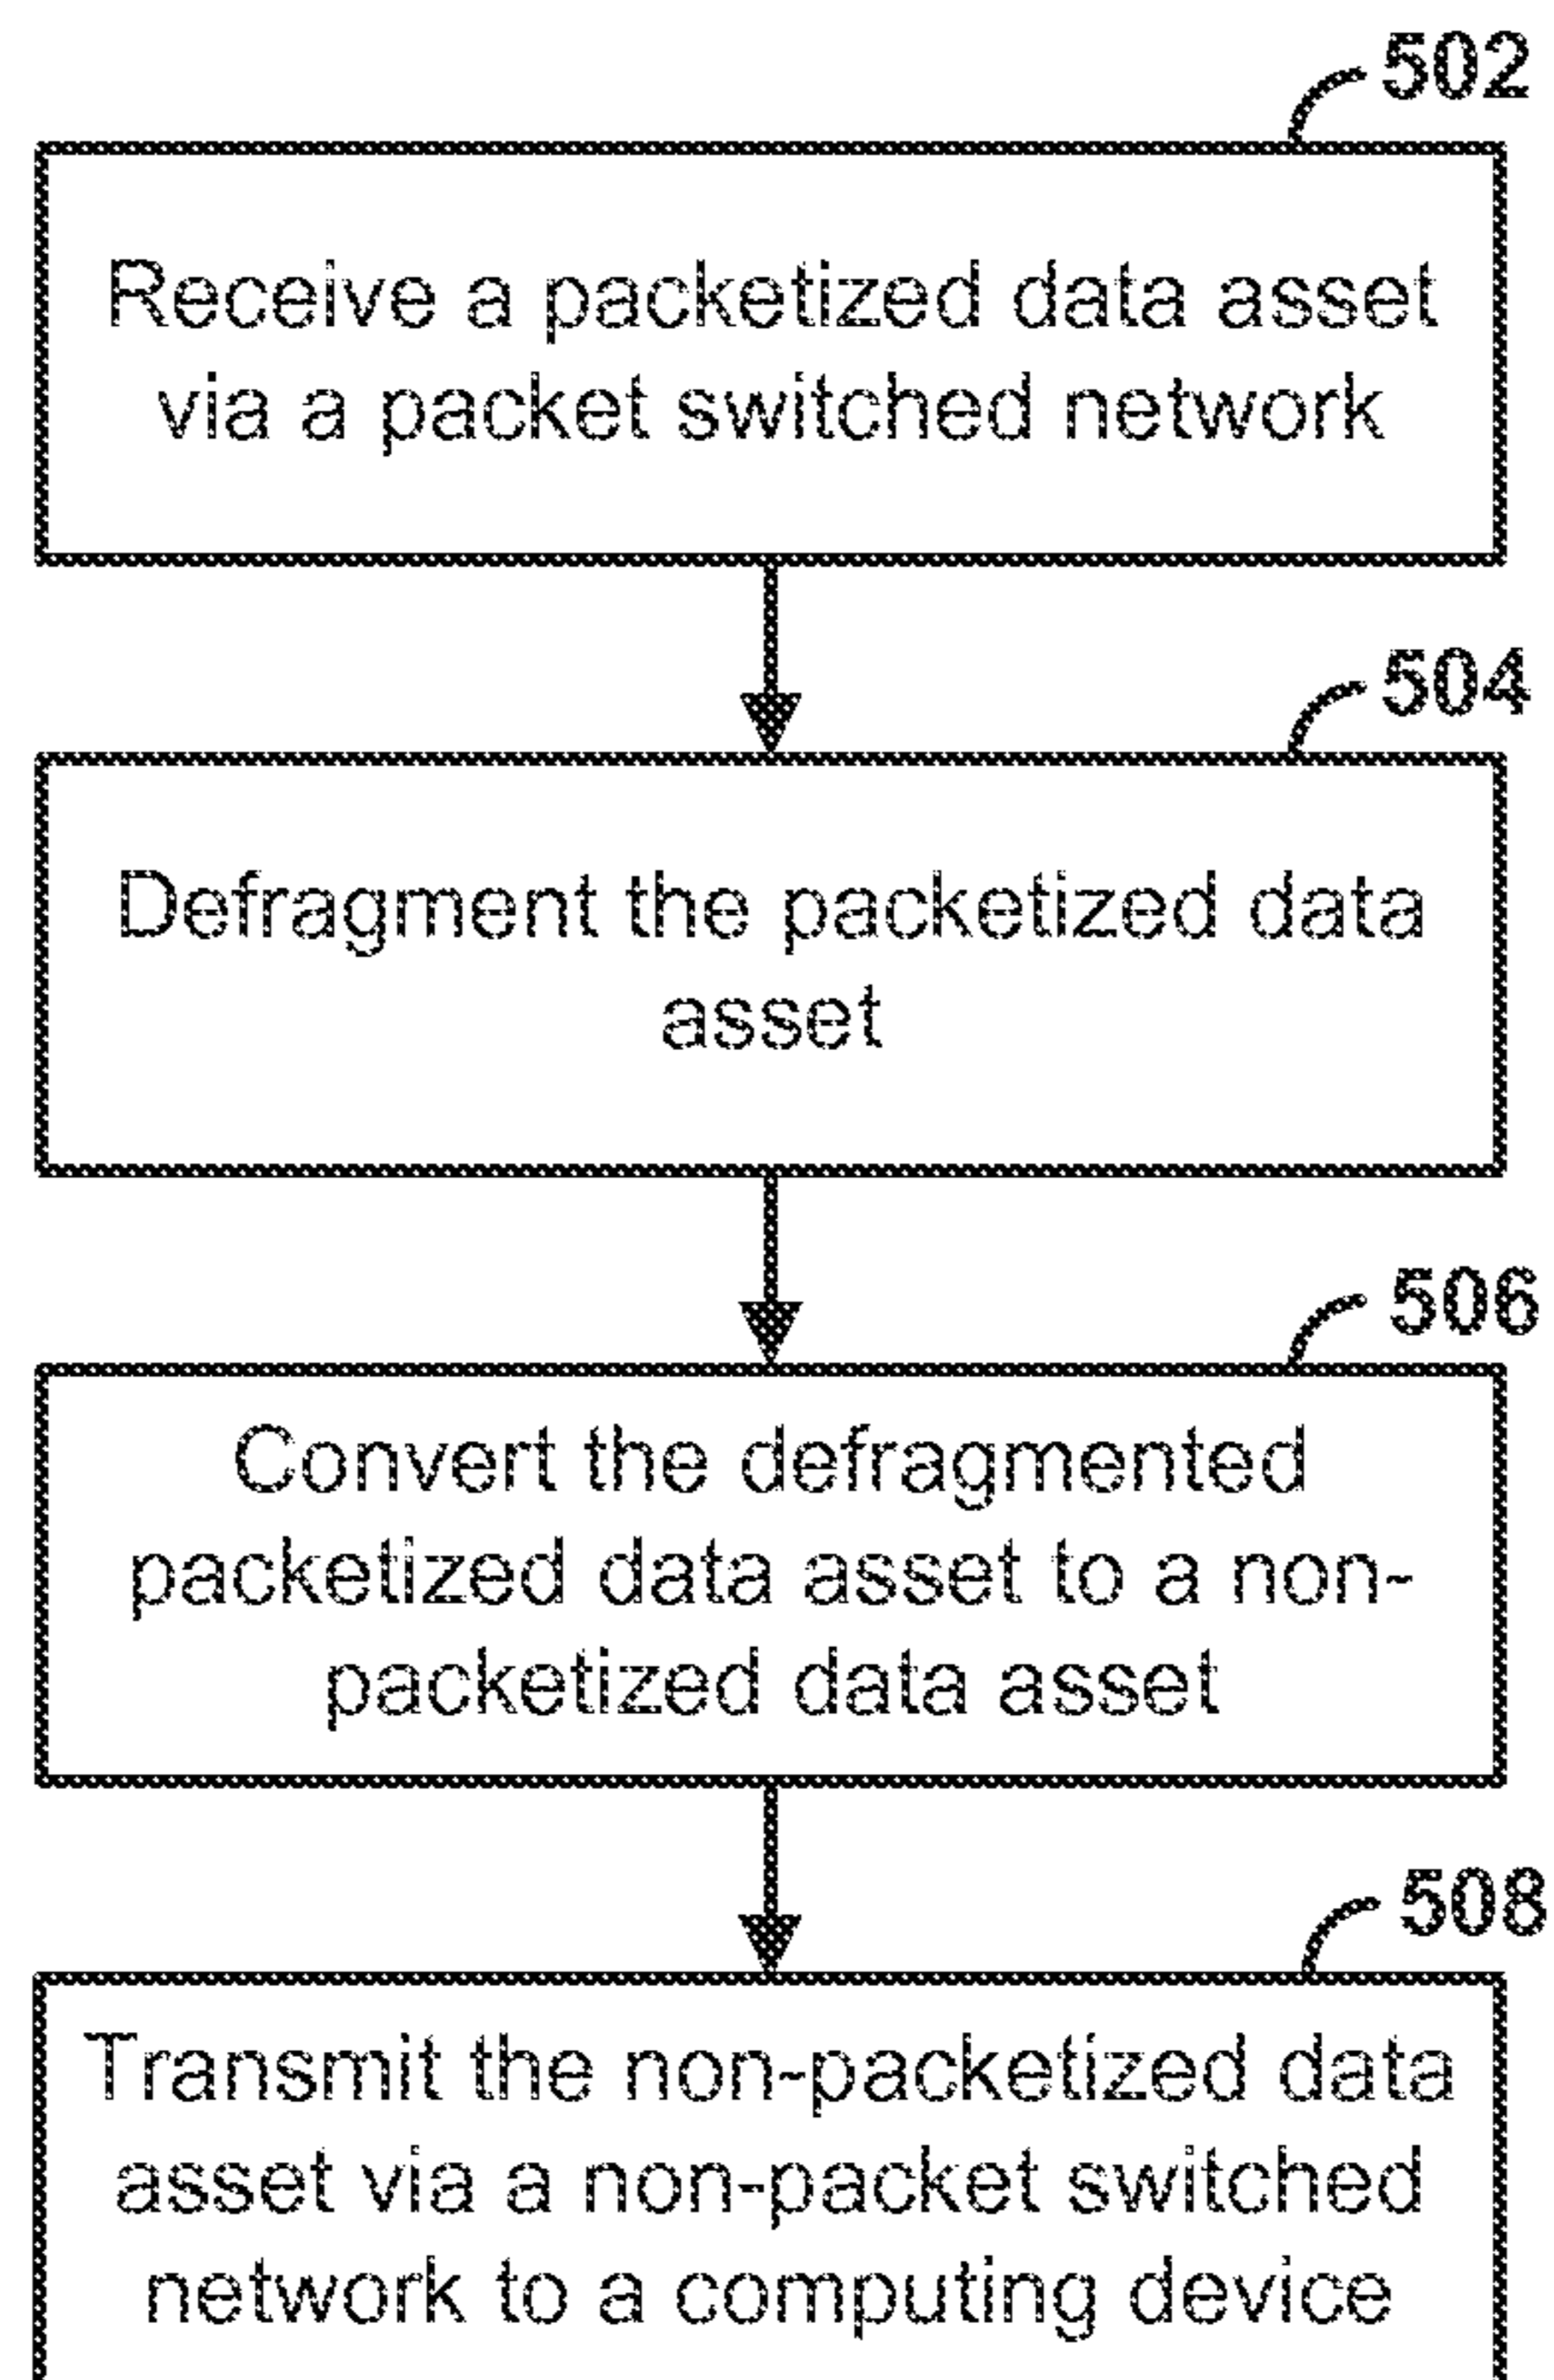 502
Receive a packetized data asset
via a packet switched network
504
Defragment the packetized data
asset
506
Convert the defragmented
packetized data asset to a non-
packetized data asset
508
Transmit the non-packetized data
asset via a non-packet switched
network to a computing device